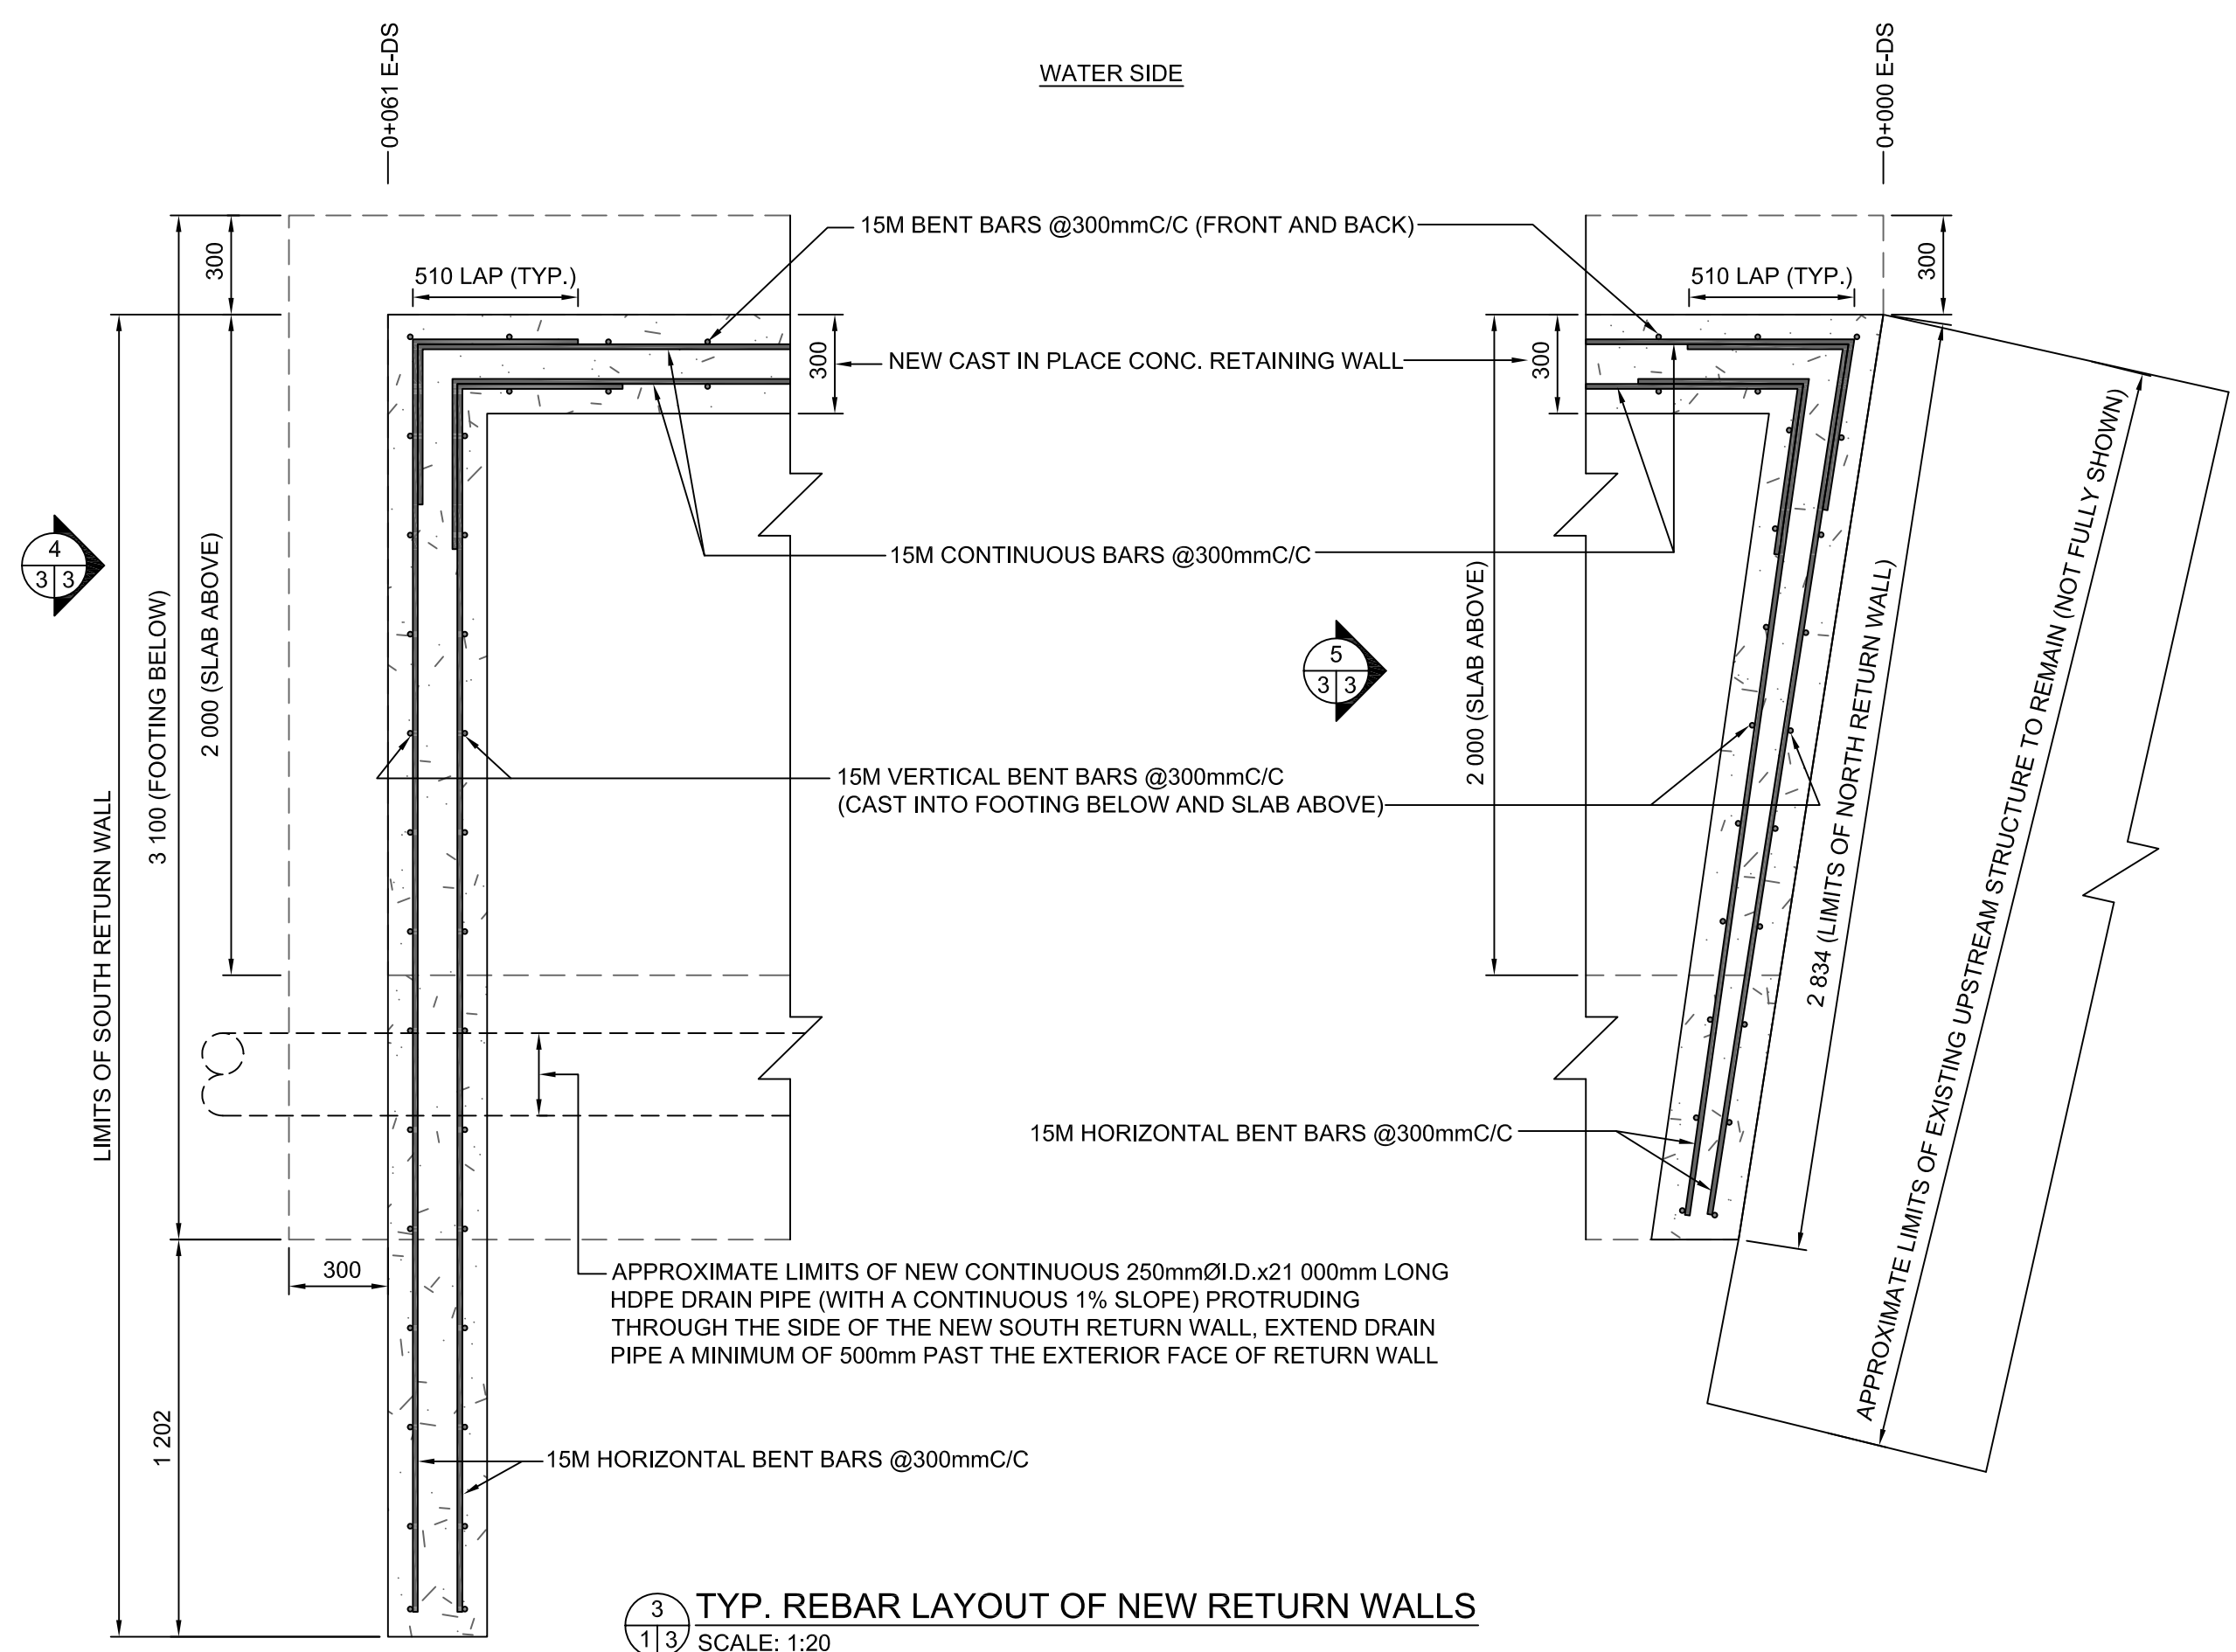 0+061 E-DS
WATER SIDE
0+000 E-DS
300
510 LAP (TYP.)
15M BENT BARS @300mmC/C (FRONT AND BACK)
510 LAP (TYP.)
300
300
NEW CAST IN PLACE CONC. RETAINING WALL
300
4
3 3
15M CONTINUOUS BARS @300mmC/C
5
3 3
LIMITS OF SOUTH RETURN WALL
3 100 (FOOTING BELOW)
2 000 (SLAB ABOVE)
2 000 (SLAB ABOVE)
15M VERTICAL BENT BARS @300mmC/C
(CAST INTO FOOTING BELOW AND SLAB ABOVE)
2 834 (LIMITS OF NORTH RETURN WALL)
APPROXIMATE LIMITS OF EXISTING UPSTREAM STRUCTURE TO REMAIN (NOT FULLY SHOWN)
15M HORIZONTAL BENT BARS @300mmC/C
300
APPROXIMATE LIMITS OF NEW CONTINUOUS 250mmØI.D.x21 000mm LONG
HDPE DRAIN PIPE (WITH A CONTINUOUS 1% SLOPE) PROTRUDING
THROUGH THE SIDE OF THE NEW SOUTH RETURN WALL, EXTEND DRAIN
PIPE A MINIMUM OF 500mm PAST THE EXTERIOR FACE OF RETURN WALL
1 202
15M HORIZONTAL BENT BARS @300mmC/C
3
1 3
TYP. REBAR LAYOUT OF NEW RETURN WALLS
SCALE: 1:20